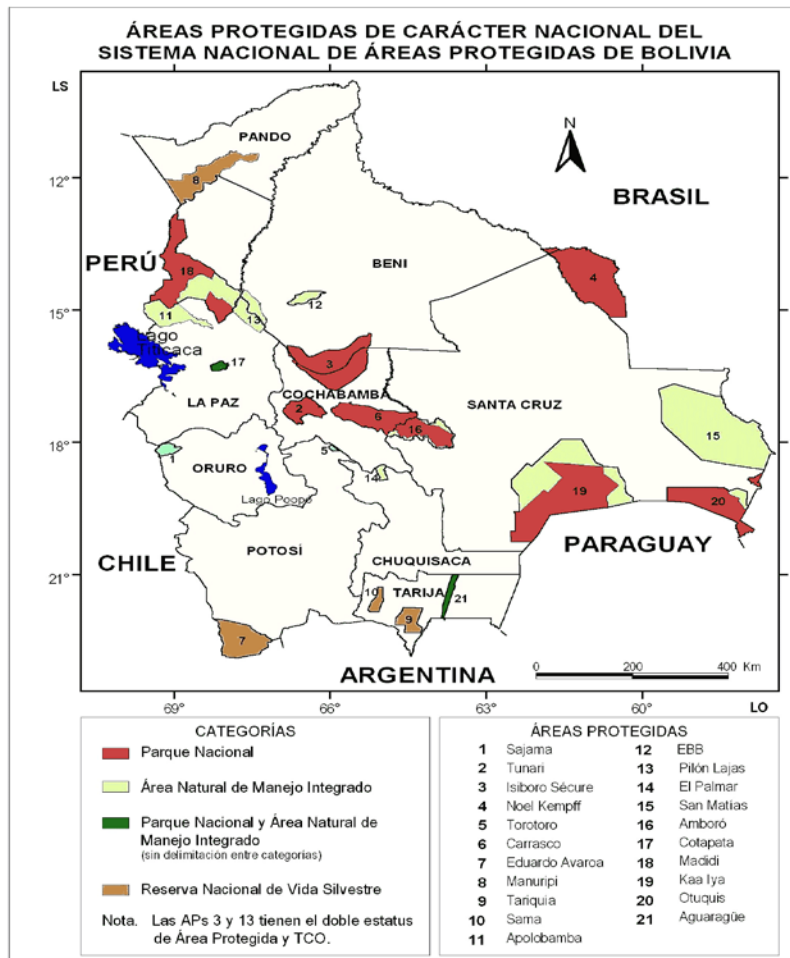 ÁREAS PROTEGIDAS DE CARÁCTER NACIONAL DEL
SISTEMA NACIONAL DE ÁREAS PROTEGIDAS DE BOLIVIA
LS
N
PANDO
8
12°
BRASIL
PERÚ
BENI
18
4
12
11
13
15°
Lago
Titicaca
17
3
COCHABAMBA
LA PAZ
2
6
SANTA CRUZ
16
15
18°
1
ORURO
5
14
Lago Poopo
19
20
POTOSÍ
PARAGUAY
CHILE
CHUQUISACA
21°
10
TARIJA
21
9
7
ARGENTINA
0 200 400 Km
69° 66° 63° 60° LO
CATEGORÍAS
Parque Nacional
Área Natural de Manejo Integrado
Parque Nacional y Área Natural de
Manejo Integrado
(sin delimitación entre categorías)
Reserva Nacional de Vida Silvestre
Nota. Las APs 3 y 13 tienen el doble estatus
de Área Protegida y TCO.
ÁREAS PROTEGIDAS
1 Sajama
2 Tunari
3 Isiboro Sécure
4 Noel Kempff
5 Torotoro
6 Carrasco
7 Eduardo Avaroa
8 Manuripi
9 Tariquia
10 Sama
11 Apolobamba
12 EBB
13 Pilón Lajas
14 El Palmar
15 San Matias
16 Amboró
17 Cotapata
18 Madidi
19 Kaa Iya
20 Otuquis
21 Aguaragüe